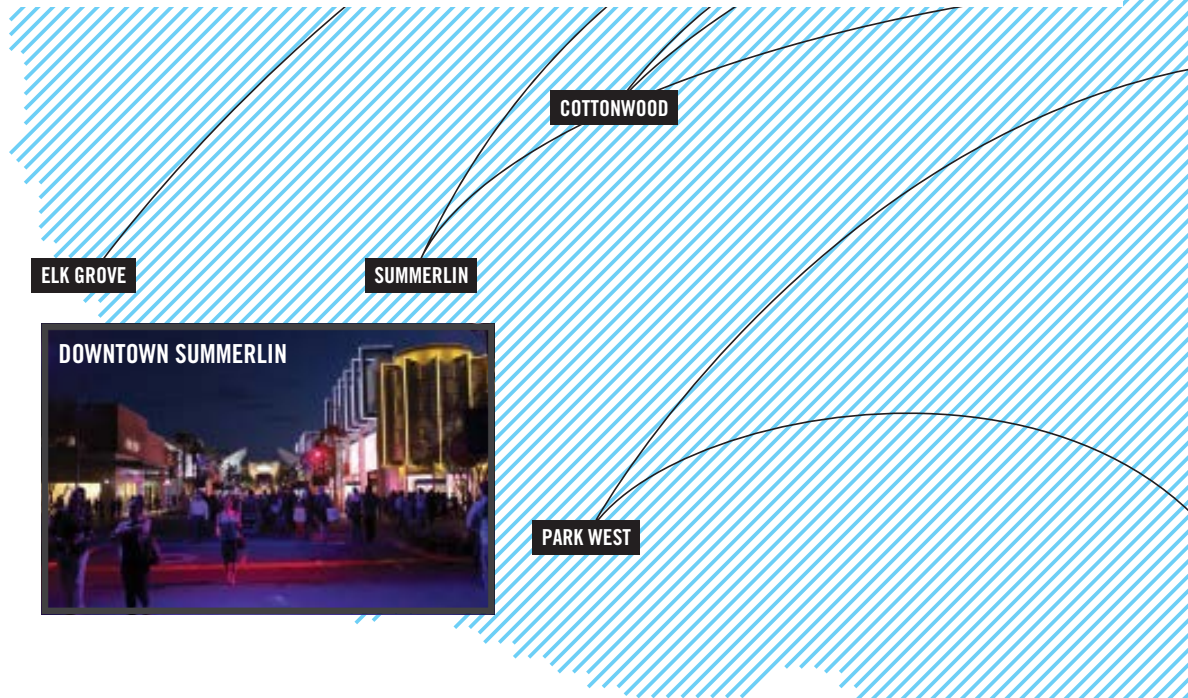 COTTONWOOD
ELK GROVE
SUMMERLIN
DOWNTOWN SUMMERLIN
PARK WEST